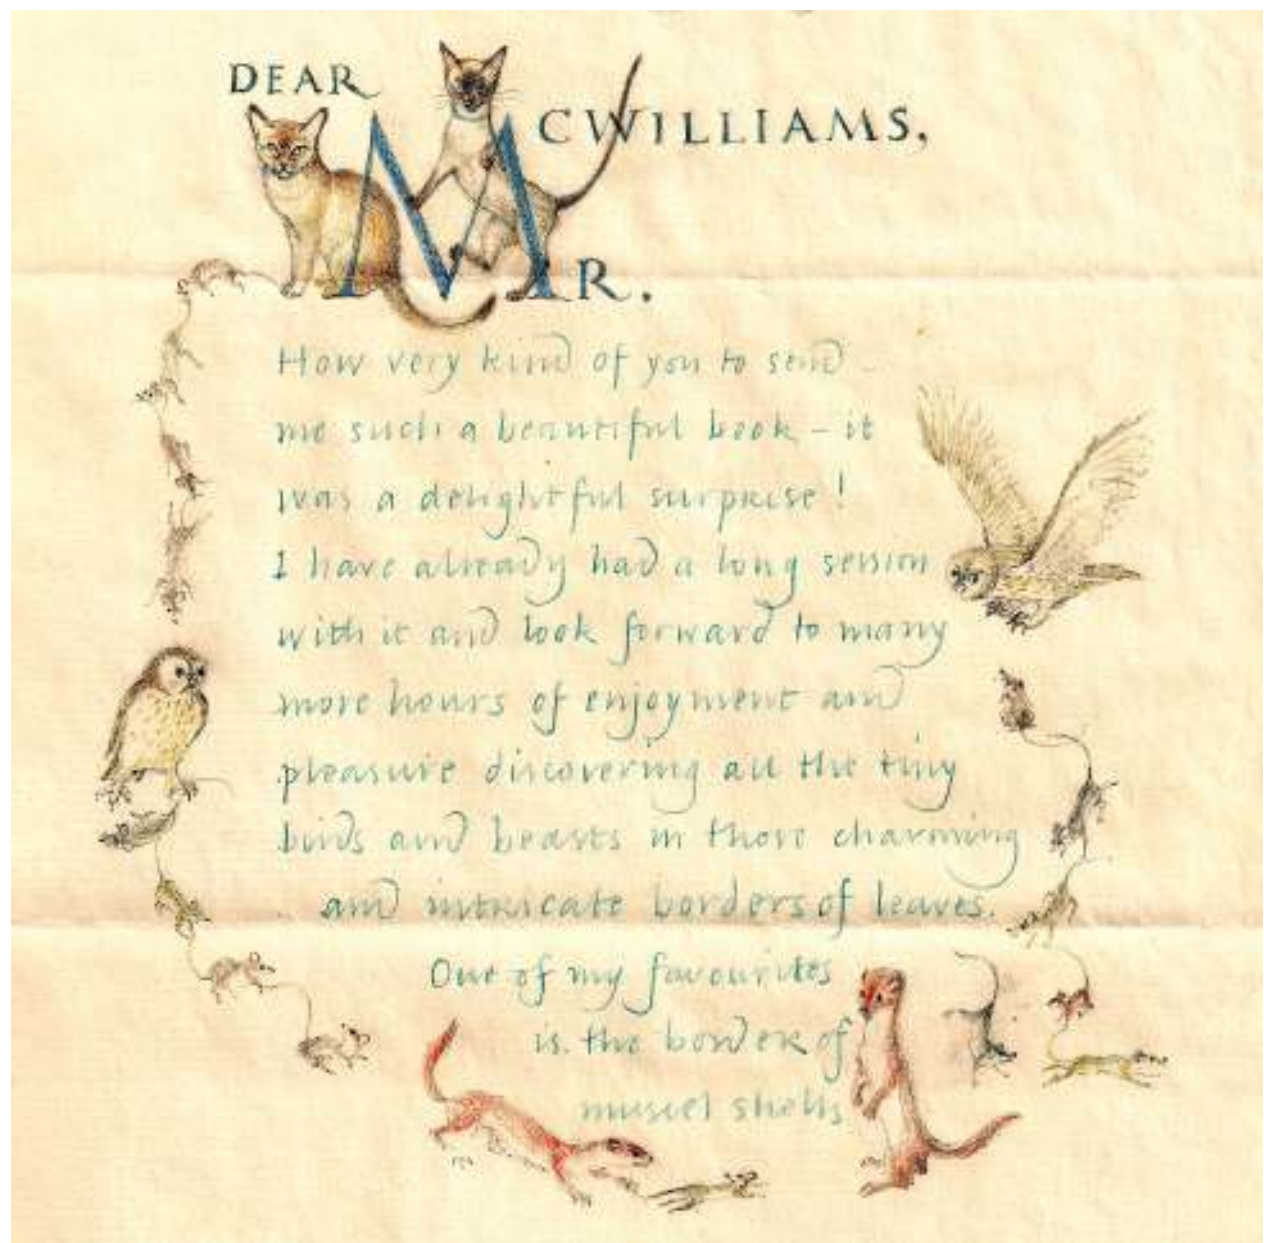 DEAR
MR. MCWILLIAMS,
How very kind of you to send
me such a beautiful book – it
was a delightful surprise!
I have already had a long session
with it and look forward to many
more hours of enjoyment and
pleasure discovering all the tiny
birds and beasts in those charming
and intricate borders of leaves.
One of my favourites
is the border of
mussel shells